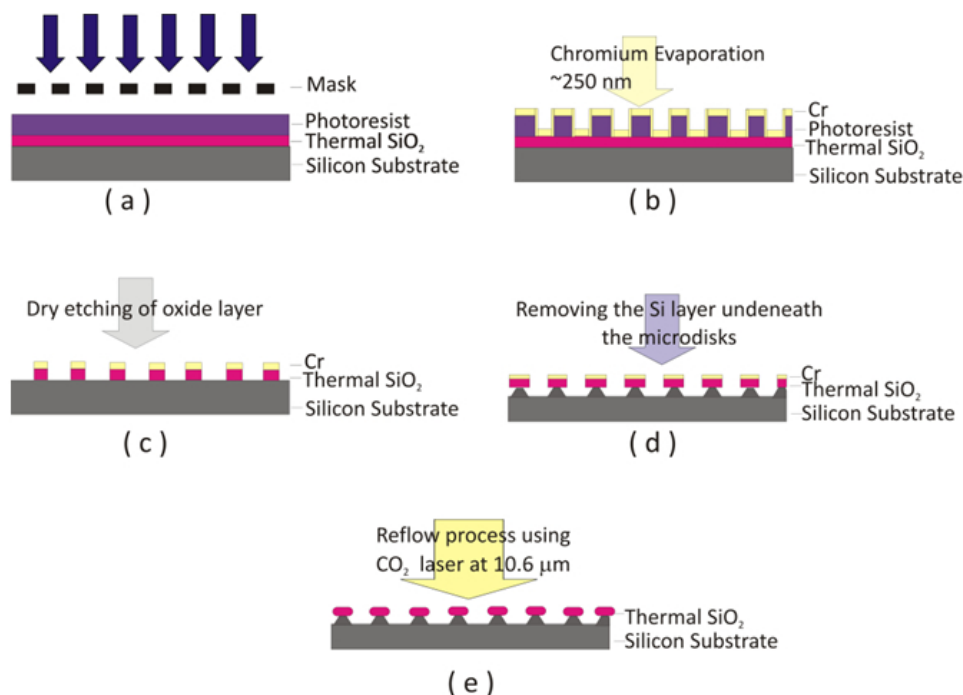 Mask
Photoresist
Thermal SiO₂
Silicon Substrate
( a )
Chromium Evaporation
~250 nm
Cr
Photoresist
Thermal SiO₂
Silicon Substrate
( b )
Dry etching of oxide layer
Cr
Thermal SiO₂
Silicon Substrate
( c )
Removing the Si layer undeneath
the microdisks
Cr
Thermal SiO₂
Silicon Substrate
( d )
Reflow process using
CO₂ laser at 10.6 μm
Thermal SiO₂
Silicon Substrate
( e )